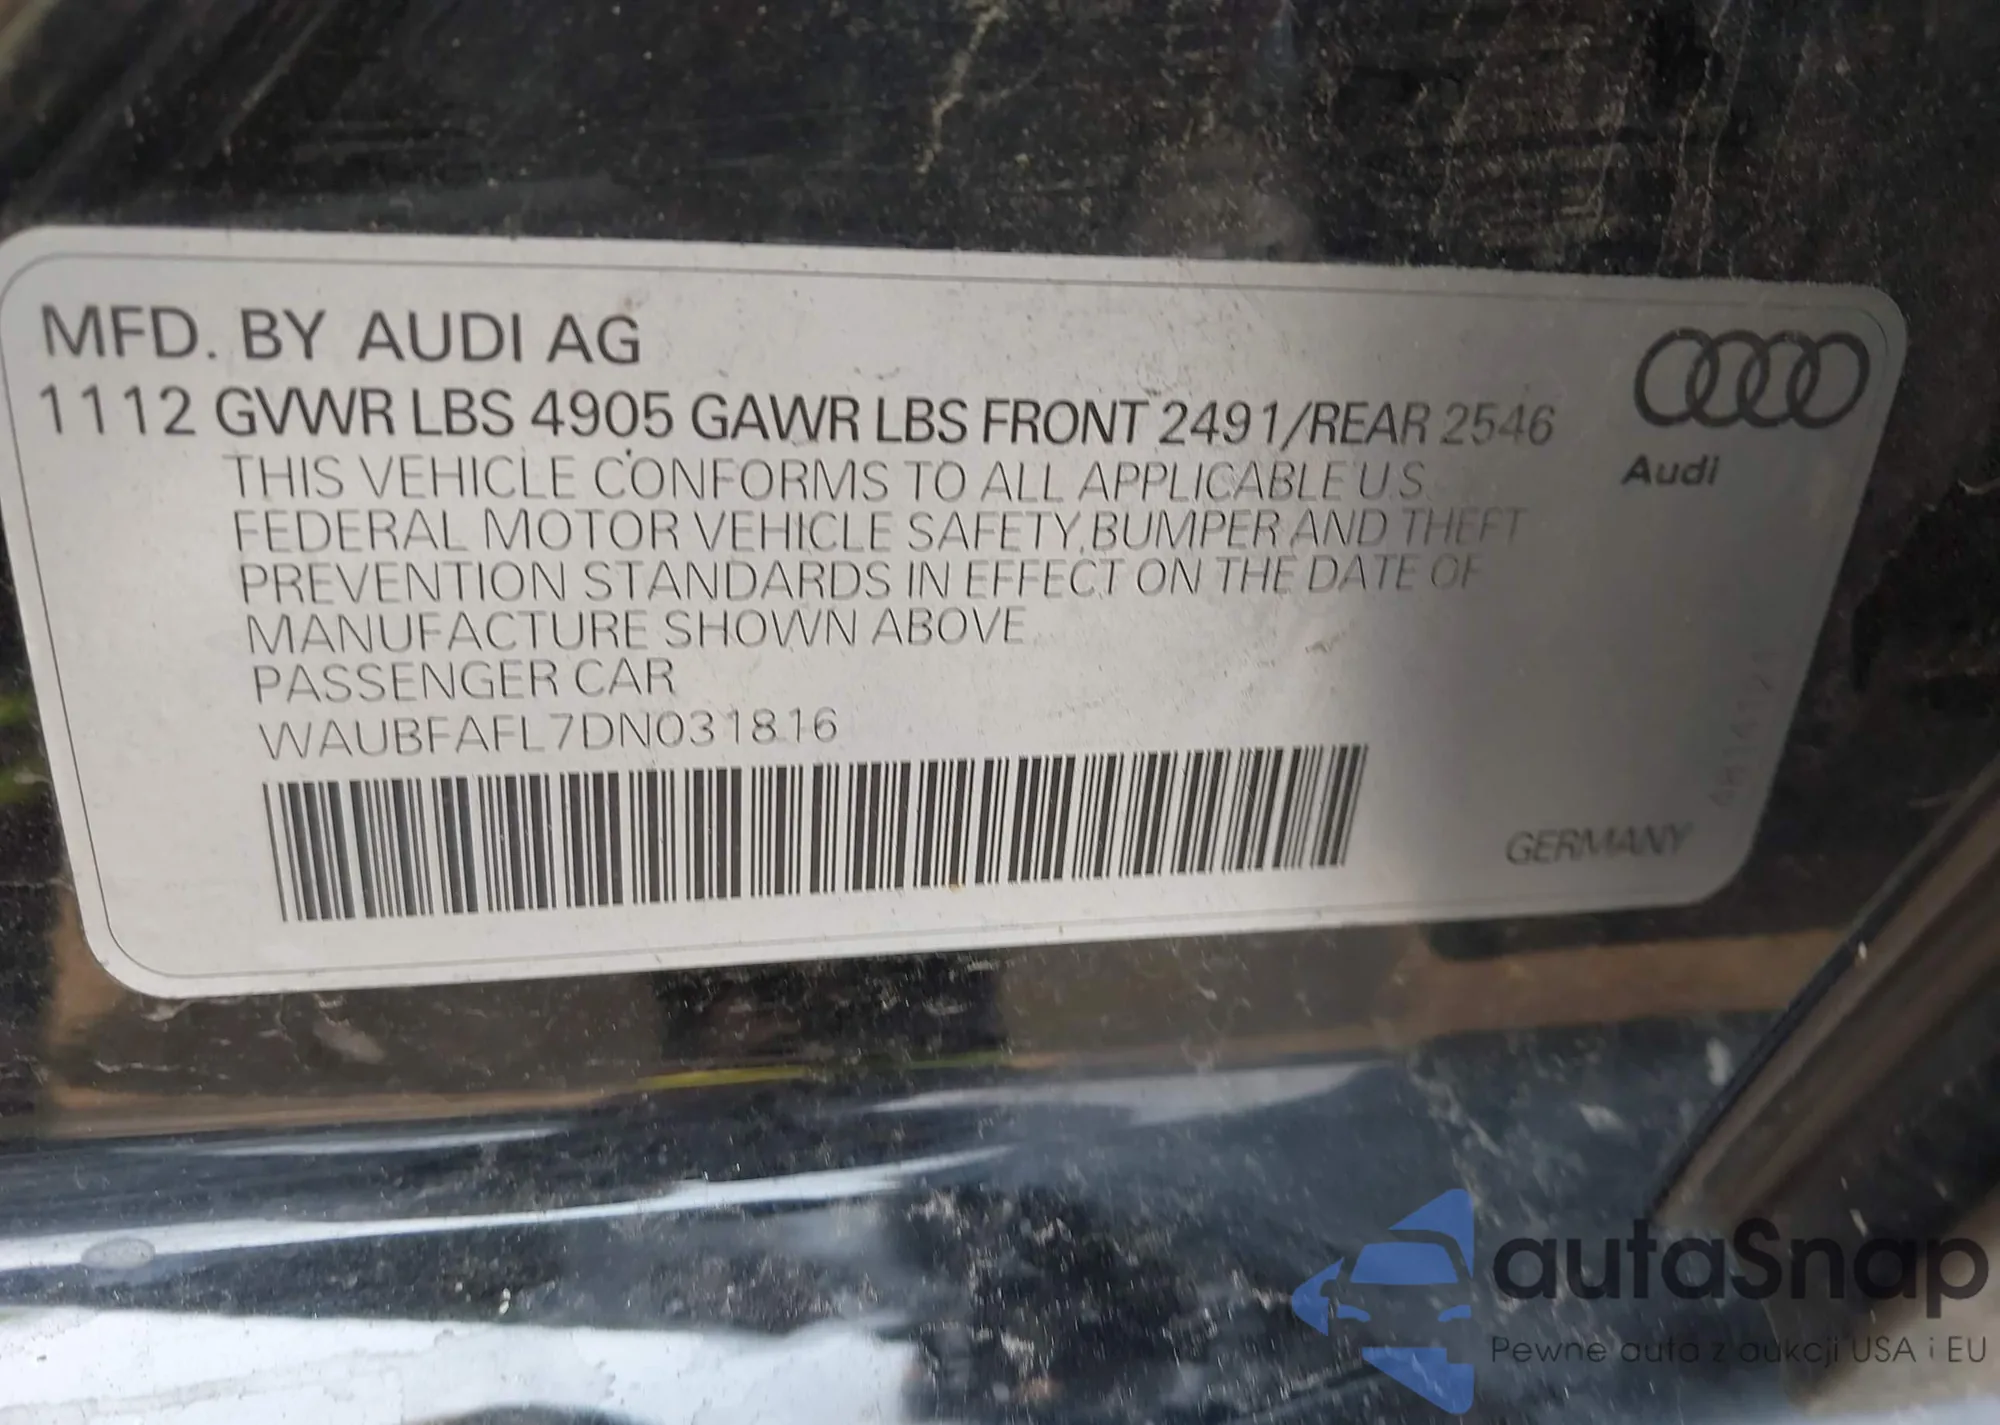 MFD. BY AUDI AG
1112 GVWR LBS 4905 GAWR LBS FRONT 2491/REAR 2546
THIS VEHICLE CONFORMS TO ALL APPLICABLE U.S.
FEDERAL MOTOR VEHICLE SAFETY, BUMPER AND THEFT
PREVENTION STANDARDS IN EFFECT ON THE DATE OF
MANUFACTURE SHOWN ABOVE
PASSENGER CAR
WAUBFAFL7DN031816
Audi
GERMANY
autaSnap
Pewne auta z aukcji USA i EU